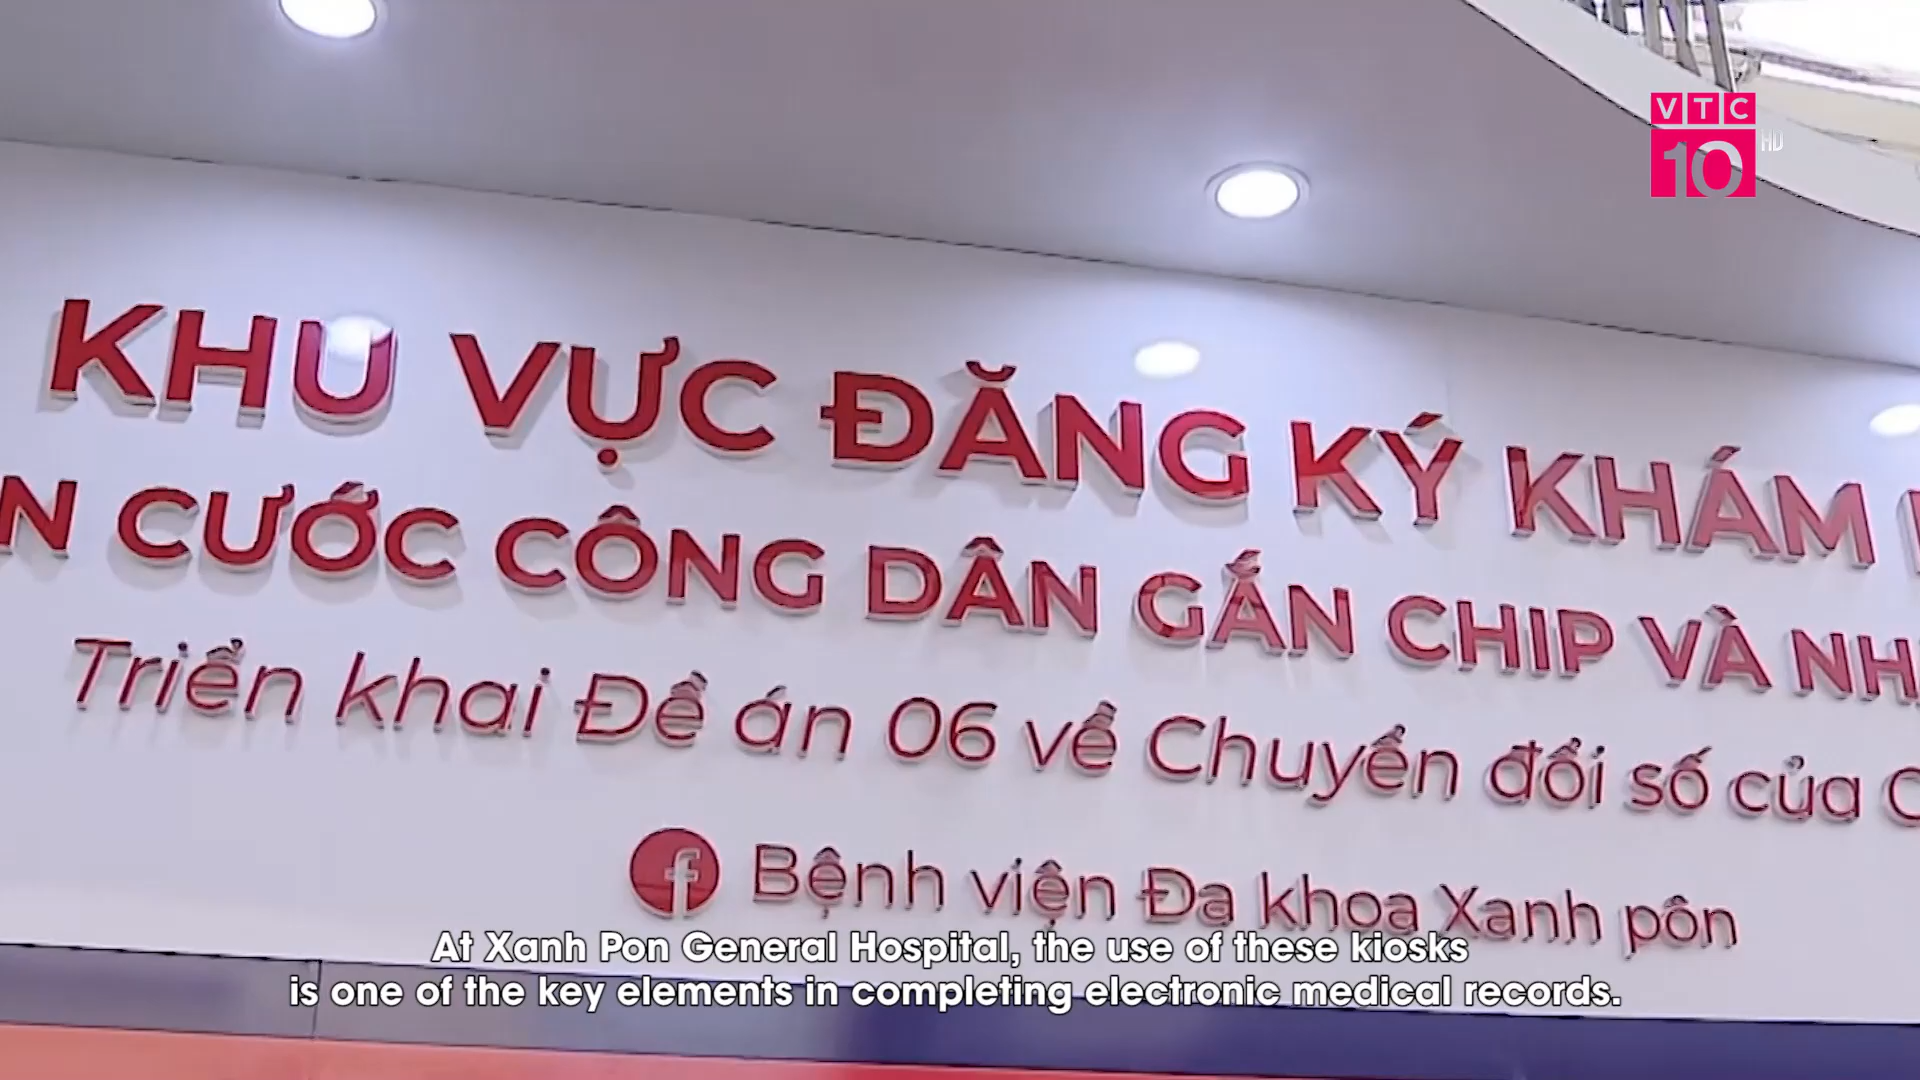 VTC
10 HD
KHU VỰC ĐĂNG KÝ KHÁM
CƯỚC CÔNG DÂN GẮN CHIP VÀ
Triển khai Đề án 06 về Chuyển đổi số của
Bệnh viện Đa khoa Xanh pôn
At Xanh Pon General Hospital, the use of these kiosks
is one of the key elements in completing electronic medical records.